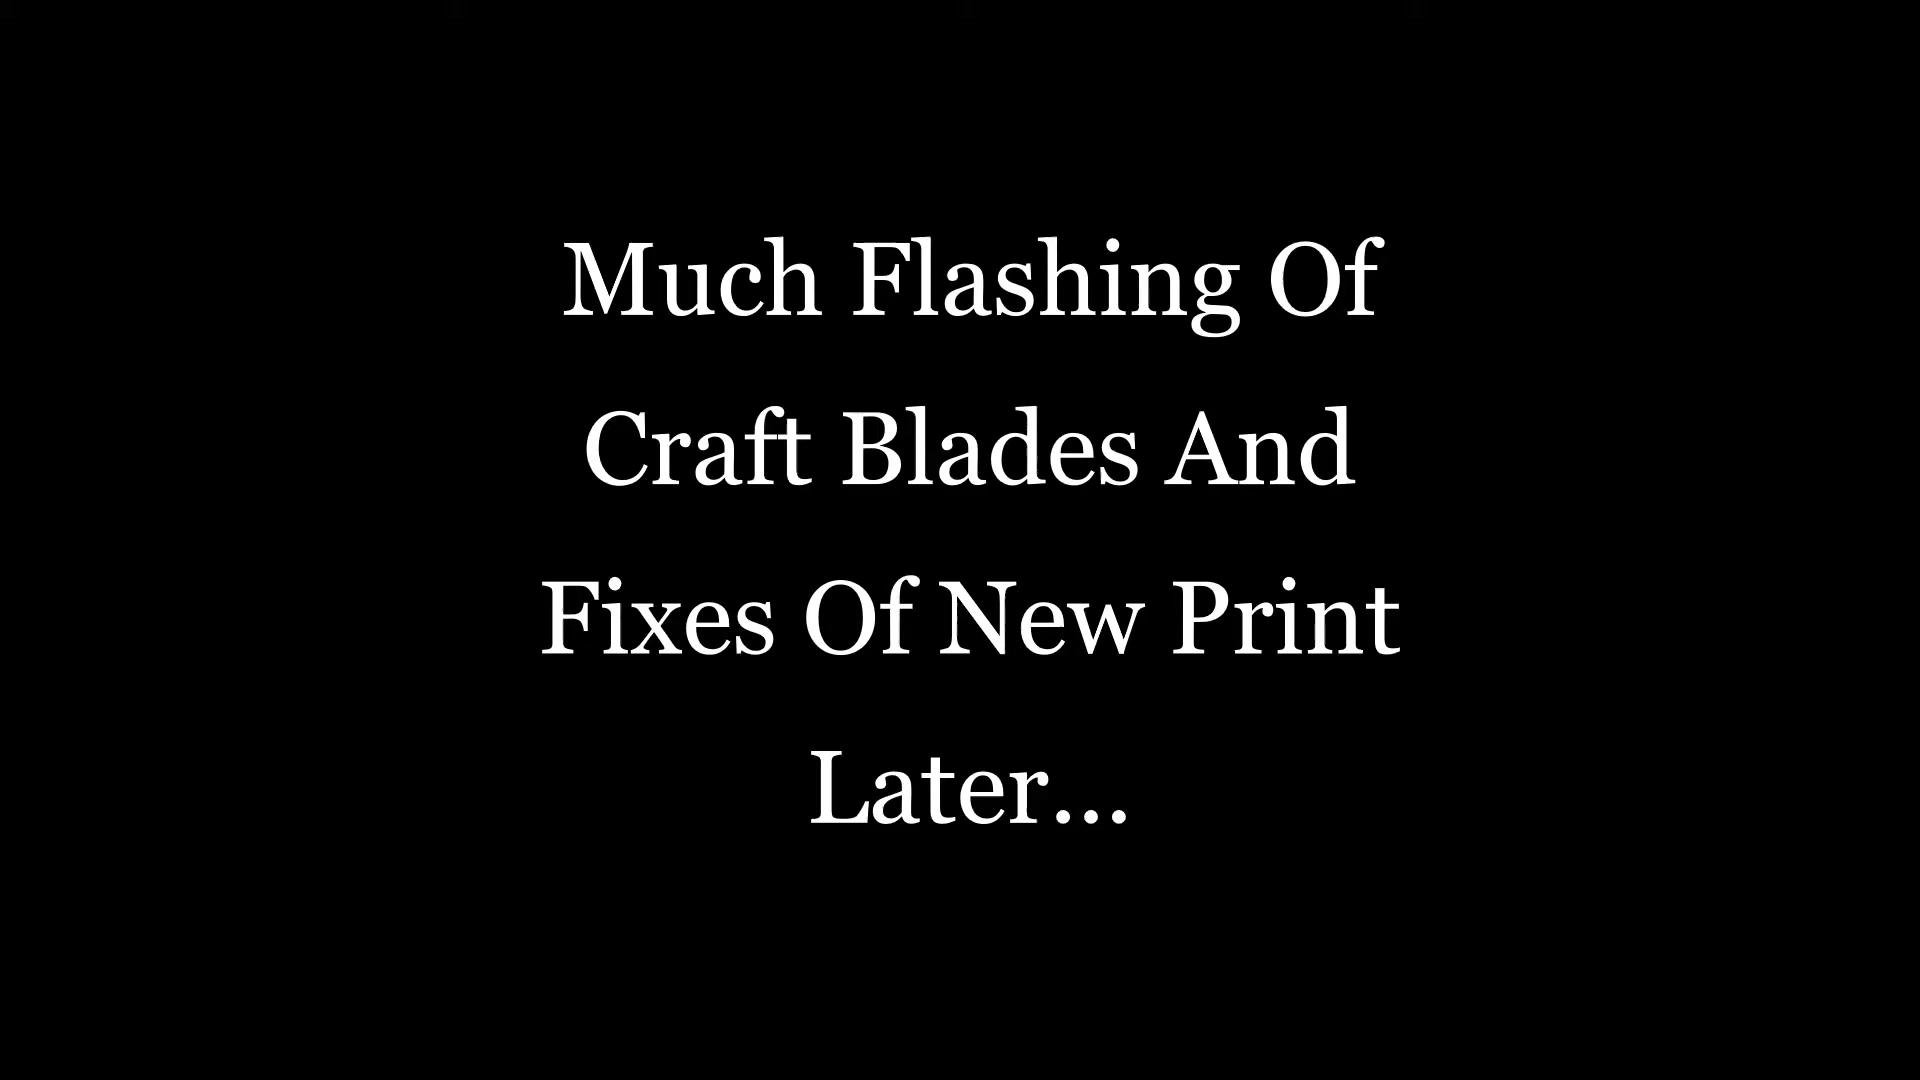 Much Flashing Of
Craft Blades And
Fixes Of New Print
Later...